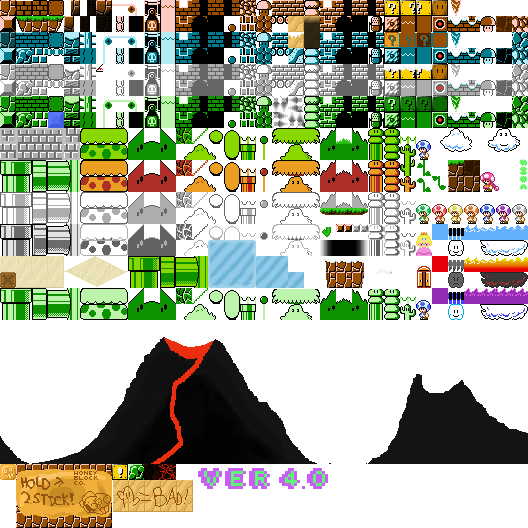 HOLD →
2 STICK!
HONEY
BLOCK
CO.
= BAD!
VER 4.0